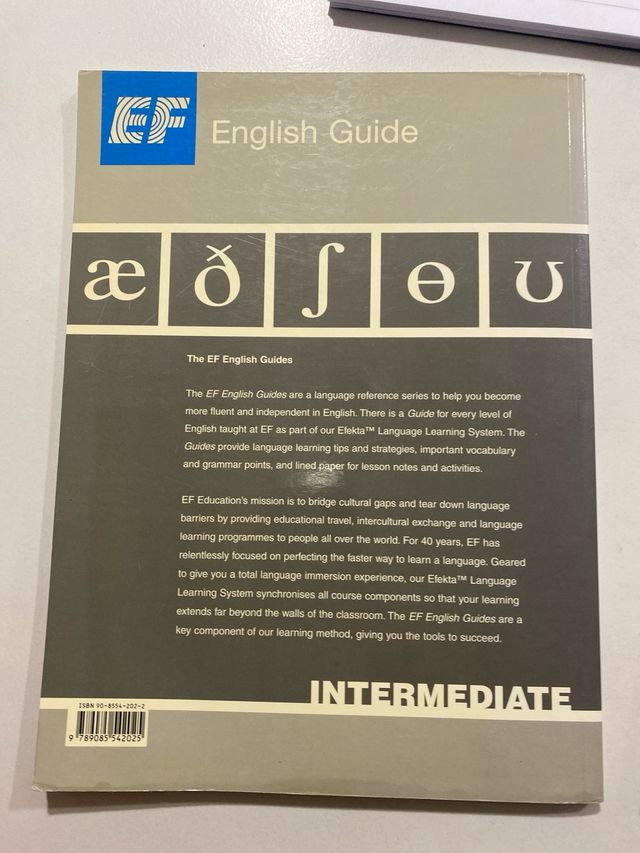 EF English Guide
æ ð ʃ ɵ ʊ
The EF English Guides
The EF English Guides are a language reference series to help you become
more fluent and independent in English. There is a Guide for every level of
English taught at EF as part of our Efekta™ Language Learning System. The
Guides provide language learning tips and strategies, important vocabulary
and grammar points, and lined paper for lesson notes and activities.
EF Education's mission is to bridge cultural gaps and tear down language
barriers by providing educational travel, intercultural exchange and language
learning programmes to people all over the world. For 40 years, EF has
relentlessly focused on perfecting the faster way to learn a language. Geared
to give you a total language immersion experience, our Efekta™ Language
Learning System synchronises all course components so that your learning
extends far beyond the walls of the classroom. The EF English Guides are a
key component of our learning method, giving you the tools to succeed.
INTERMEDIATE
ISBN 90-8554-202-2
9 789085 542025